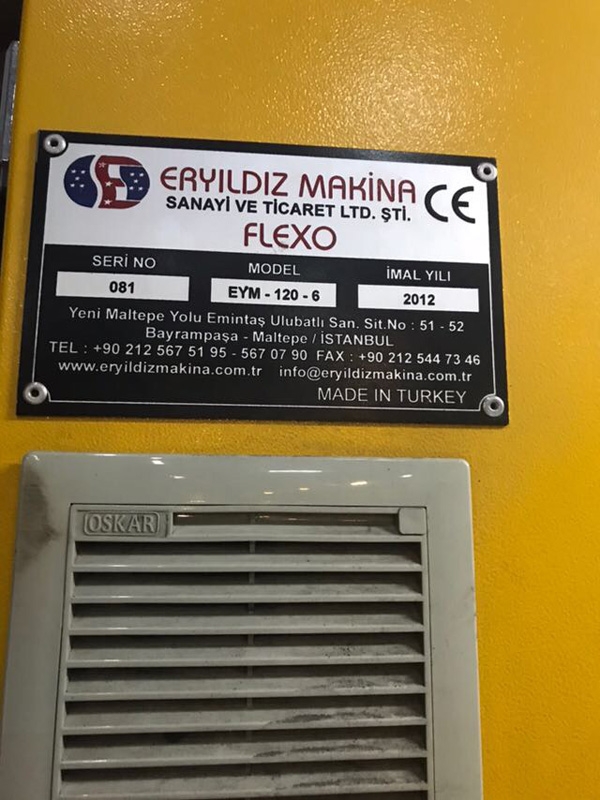 E
ERYILDIZ MAKİNA
SANAYİ VE TİCARET LTD. ŞTİ.
CE
FLEXO
SERI NO
MODEL
İMAL YILI
081
EYM - 120 - 6
2012
Yeni Maltepe Yolu Emintaş Ulubatlı San. Sit.No : 51 - 52
Bayrampaşa - Maltepe / İSTANBUL
TEL : +90 212 567 51 95 - 567 07 90 FAX : +90 212 544 73 46
www.eryildizmakina.com.tr info@eryildizmakina.com.tr
MADE IN TURKEY
OSKAR